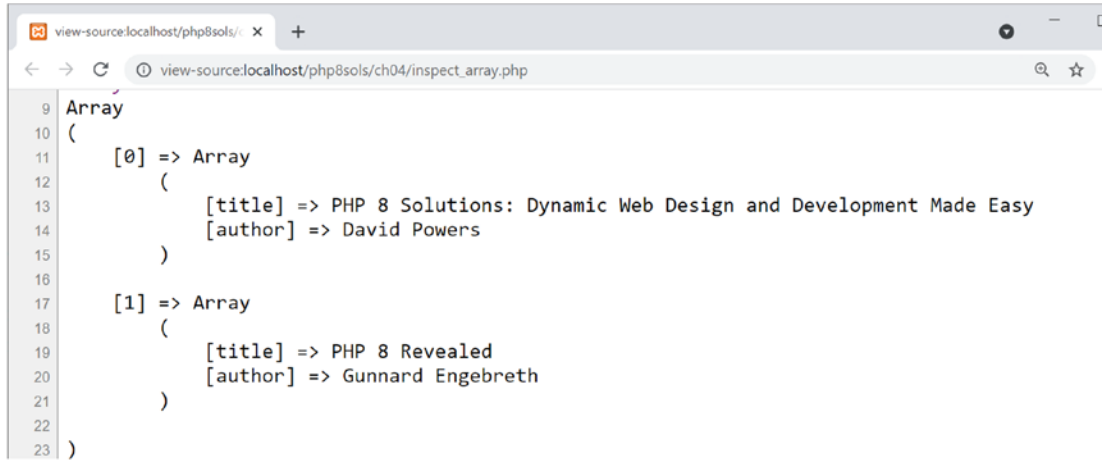 view-source:localhost/php8sols/
view-source:localhost/php8sols/ch04/inspect_array.php
9 Array
10 (
11     [0] => Array
12         (
13             [title] => PHP 8 Solutions: Dynamic Web Design and Development Made Easy
14             [author] => David Powers
15         )
16
17     [1] => Array
18         (
19             [title] => PHP 8 Revealed
20             [author] => Gunnard Engebreth
21         )
22
23 )